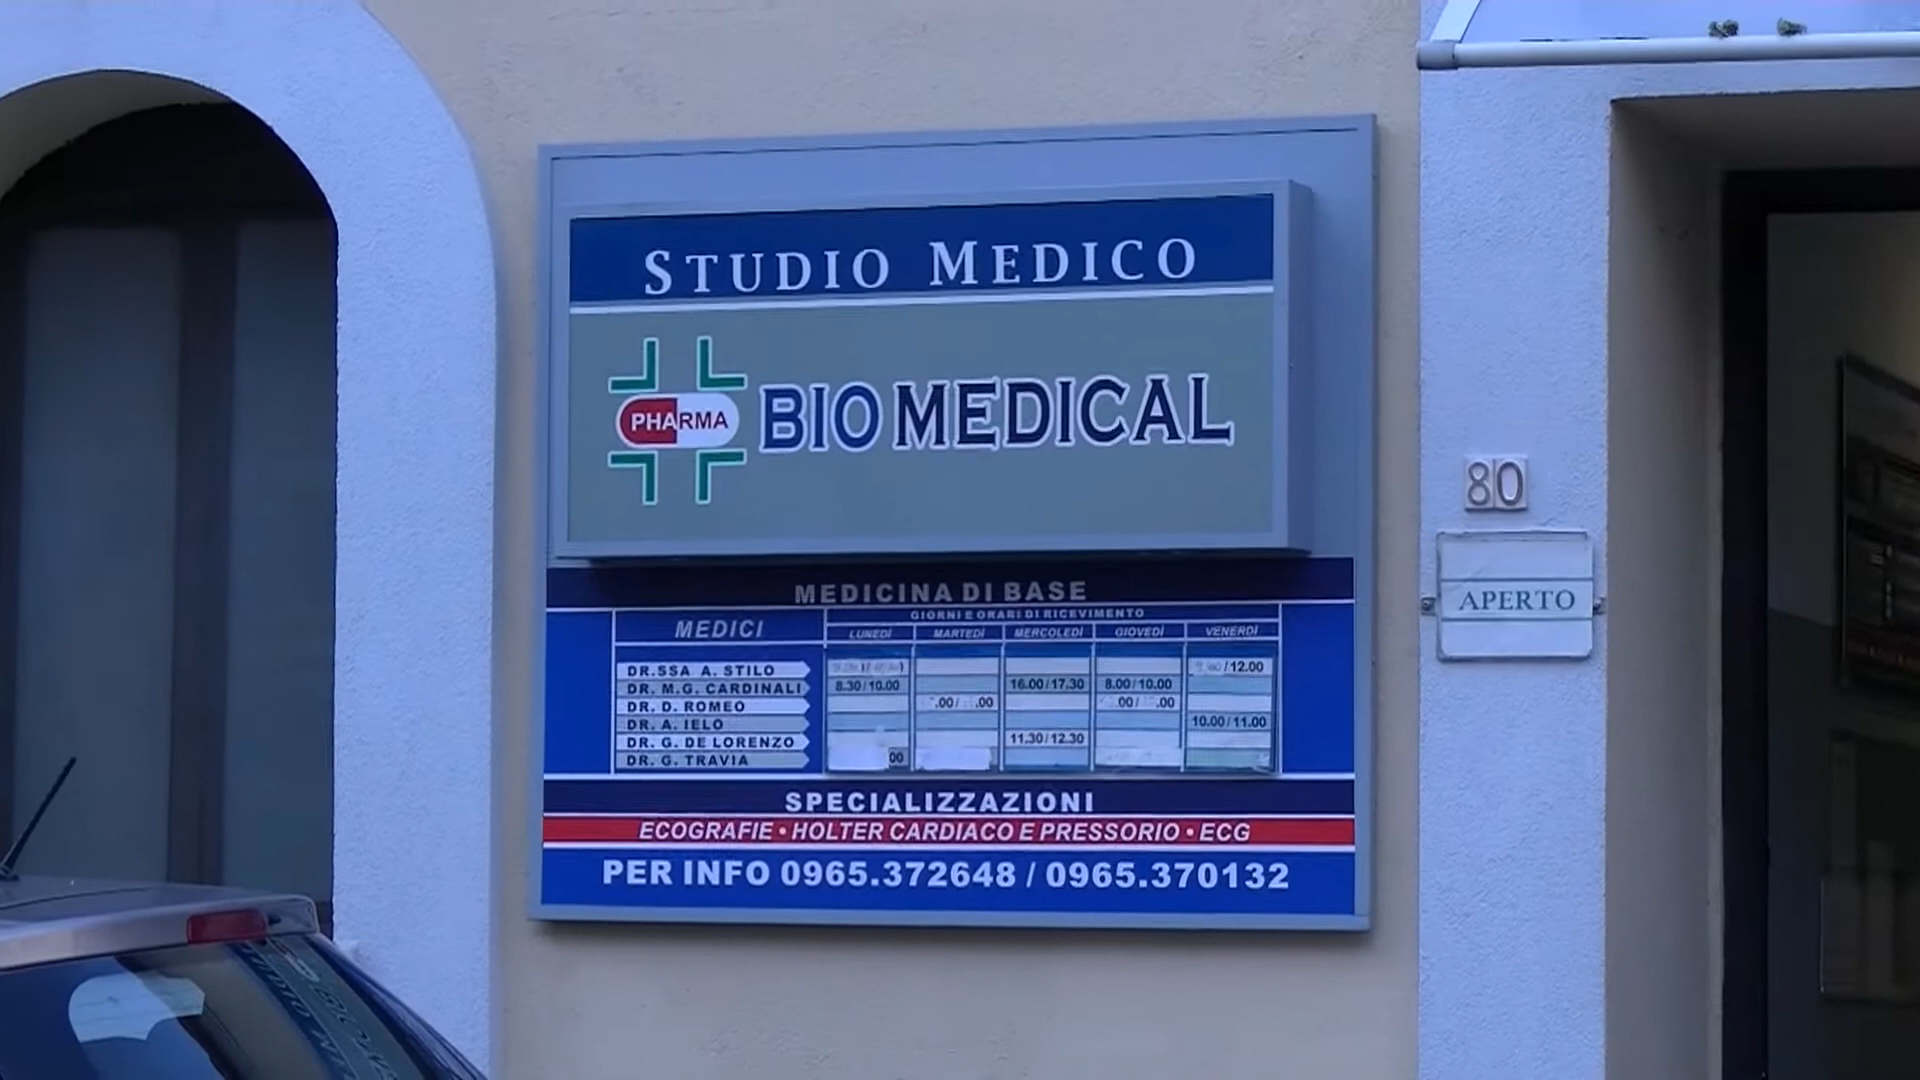 STUDIO MEDICO
PHARMA BIOMEDICAL
80
APERTO
MEDICINA DI BASE
MEDICI
GIORNI E ORARI DI RICEVIMENTO
LUNEDÌ MARTEDÌ MERCOLEDÌ GIOVEDÌ VENERDÌ
DR.SSA A. STILO /12.00
DR. M.G. CARDINALI 8.30/10.00 16.00/17.30 8.00/10.00
DR. D. ROMEO
DR. A. IELO 10.00/11.00
DR. G. DE LORENZO 11.30/12.30
DR. G. TRAVIA
SPECIALIZZAZIONI
ECOGRAFIE • HOLTER CARDIACO E PRESSORIO • ECG
PER INFO 0965.372648 / 0965.370132